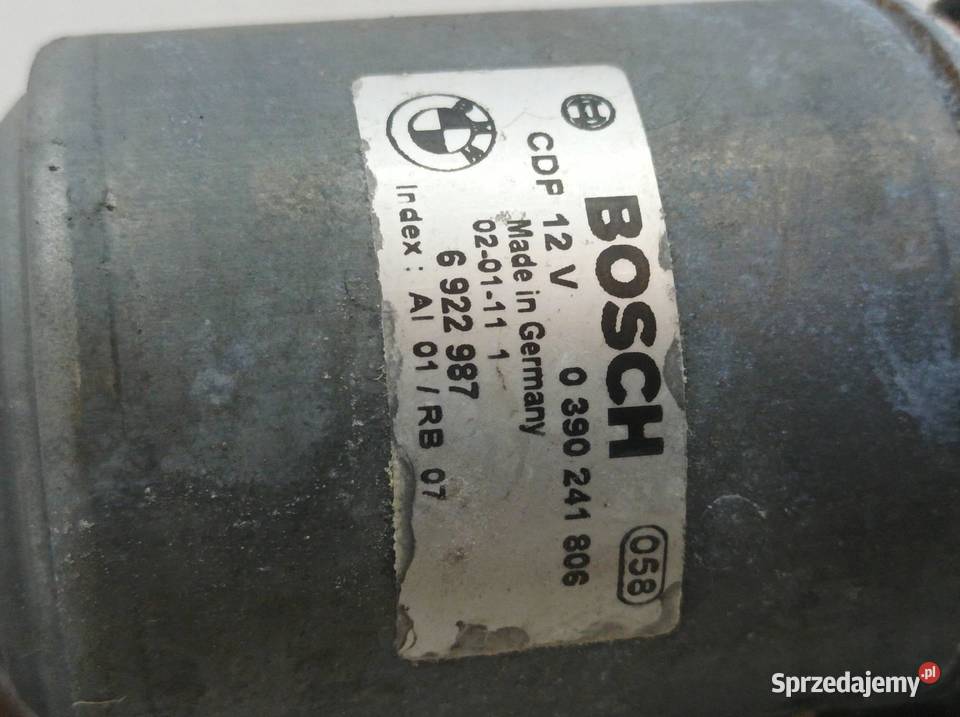 BOSCH 058
CDP 12 V 0 390 241 806
Made in Germany
02-01-11 1
6 922 987
Index : AI 01 / RB 07
Sprzedajemy.pl